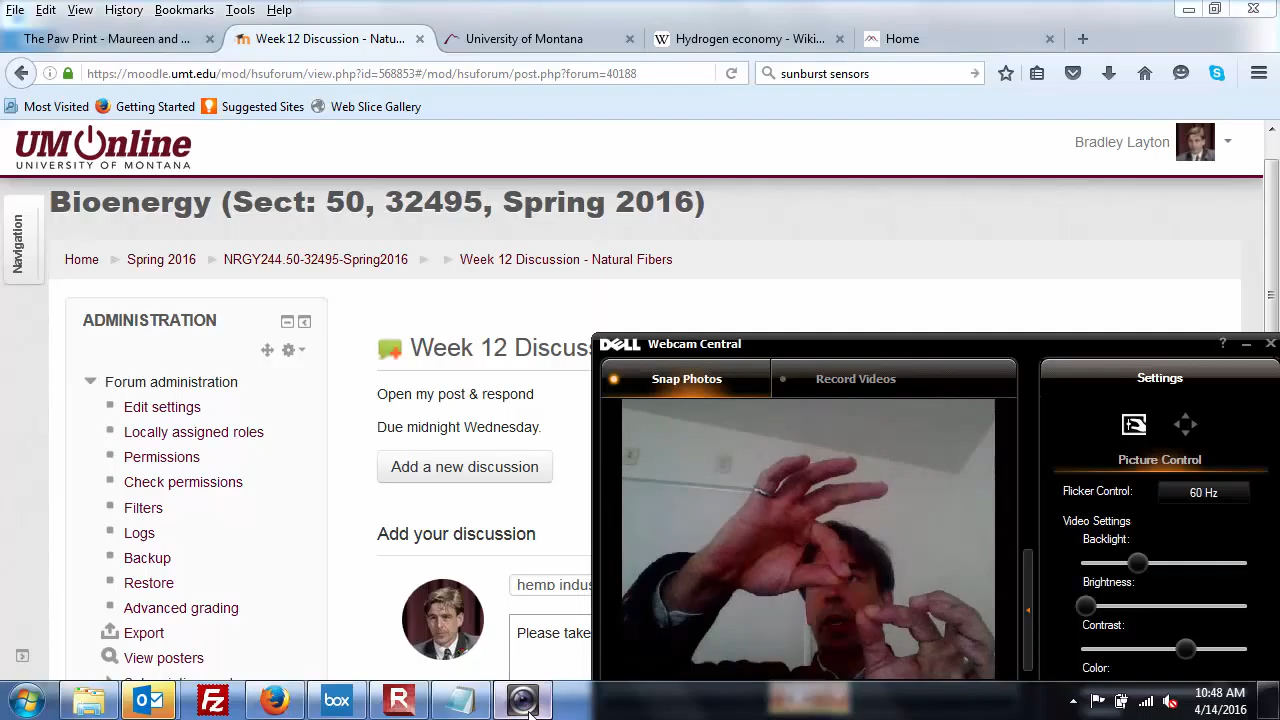 File Edit View History Bookmarks Tools Help
The Paw Print - Maureen and ...
Week 12 Discussion - Natu...
University of Montana
Hydrogen economy - Wiki...
Home
https://moodle.umt.edu/mod/hsuforum/view.php?id=568853#/mod/hsuforum/post.php?forum=40188
sunburst sensors
Most Visited Getting Started Suggested Sites Web Slice Gallery
UMOnline
UNIVERSITY OF MONTANA
Bradley Layton
Navigation
Bioenergy (Sect: 50, 32495, Spring 2016)
Home Spring 2016 NRGY244.50-32495-Spring2016 Week 12 Discussion - Natural Fibers
ADMINISTRATION
Forum administration
Edit settings
Locally assigned roles
Permissions
Check permissions
Filters
Logs
Backup
Restore
Advanced grading
Export
View posters
Week 12 Discuss
Open my post & respond
Due midnight Wednesday.
Add a new discussion
Add your discussion
hemp indus
Please take
DELL Webcam Central
Snap Photos
Record Videos
Settings
Picture Control
Flicker Control: 60 Hz
Video Settings
Backlight:
Brightness:
Contrast:
Color:
box
10:48 AM
4/14/2016